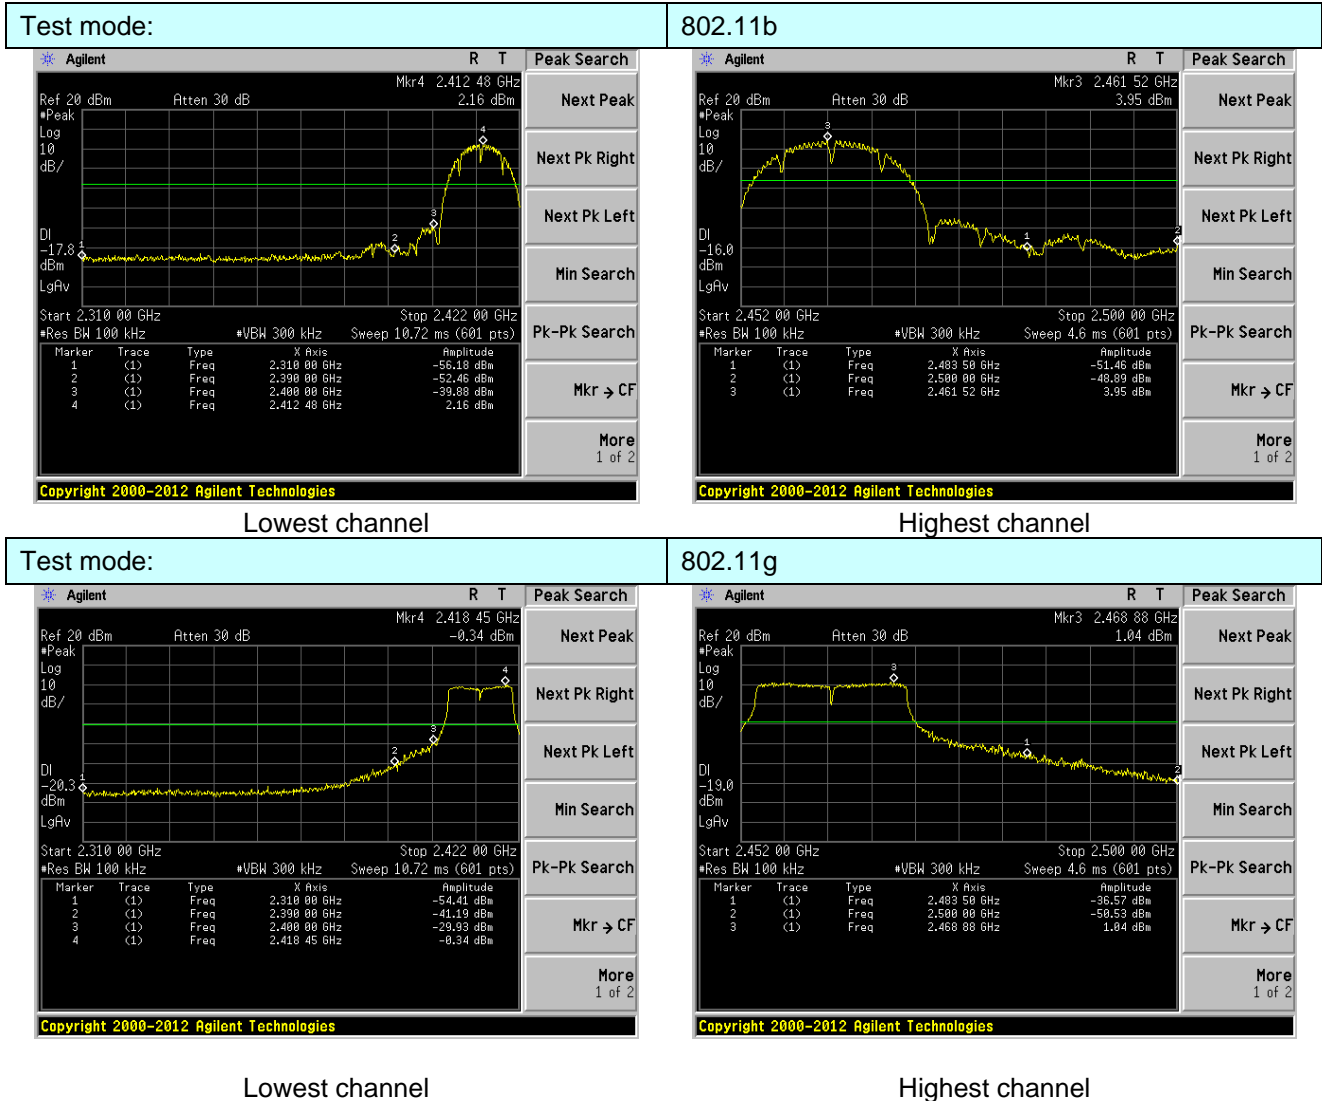 Test mode: 802.11b
Agilent R T Peak Search
Mkr4 2.412 48 GHz
Ref 20 dBm Atten 30 dB 2.16 dBm
#Peak
Log
10
dB/
4
3
2
1
DI
-17.8
dBm
LgAv
Start 2.310 00 GHz Stop 2.422 00 GHz
#Res BW 100 kHz #VBW 300 kHz Sweep 10.72 ms (601 pts)
Marker Trace Type X Axis Amplitude
1 (1) Freq 2.310 00 GHz -56.18 dBm
2 (1) Freq 2.390 00 GHz -52.46 dBm
3 (1) Freq 2.400 00 GHz -39.88 dBm
4 (1) Freq 2.412 48 GHz 2.16 dBm
Next Peak
Next Pk Right
Next Pk Left
Min Search
Pk-Pk Search
Mkr → CF
More
1 of 2
Copyright 2000-2012 Agilent Technologies
Lowest channel
Agilent R T Peak Search
Mkr3 2.461 52 GHz
Ref 20 dBm Atten 30 dB 3.95 dBm
#Peak
Log
10
dB/
3
1
2
DI
-16.0
dBm
LgAv
Start 2.452 00 GHz Stop 2.500 00 GHz
#Res BW 100 kHz #VBW 300 kHz Sweep 4.6 ms (601 pts)
Marker Trace Type X Axis Amplitude
1 (1) Freq 2.483 50 GHz -51.46 dBm
2 (1) Freq 2.500 00 GHz -48.89 dBm
3 (1) Freq 2.461 52 GHz 3.95 dBm
Next Peak
Next Pk Right
Next Pk Left
Min Search
Pk-Pk Search
Mkr → CF
More
1 of 2
Copyright 2000-2012 Agilent Technologies
Highest channel
Test mode: 802.11g
Agilent R T Peak Search
Mkr4 2.418 45 GHz
Ref 20 dBm Atten 30 dB -0.34 dBm
#Peak
Log
10
dB/
4
3
2
1
DI
-20.3
dBm
LgAv
Start 2.310 00 GHz Stop 2.422 00 GHz
#Res BW 100 kHz #VBW 300 kHz Sweep 10.72 ms (601 pts)
Marker Trace Type X Axis Amplitude
1 (1) Freq 2.310 00 GHz -54.41 dBm
2 (1) Freq 2.390 00 GHz -41.19 dBm
3 (1) Freq 2.400 00 GHz -29.93 dBm
4 (1) Freq 2.418 45 GHz -0.34 dBm
Next Peak
Next Pk Right
Next Pk Left
Min Search
Pk-Pk Search
Mkr → CF
More
1 of 2
Copyright 2000-2012 Agilent Technologies
Lowest channel
Agilent R T Peak Search
Mkr3 2.468 88 GHz
Ref 20 dBm Atten 30 dB 1.04 dBm
#Peak
Log
10
dB/
3
1
2
DI
-19.0
dBm
LgAv
Start 2.452 00 GHz Stop 2.500 00 GHz
#Res BW 100 kHz #VBW 300 kHz Sweep 4.6 ms (601 pts)
Marker Trace Type X Axis Amplitude
1 (1) Freq 2.483 50 GHz -36.57 dBm
2 (1) Freq 2.500 00 GHz -50.53 dBm
3 (1) Freq 2.468 88 GHz 1.04 dBm
Next Peak
Next Pk Right
Next Pk Left
Min Search
Pk-Pk Search
Mkr → CF
More
1 of 2
Copyright 2000-2012 Agilent Technologies
Highest channel